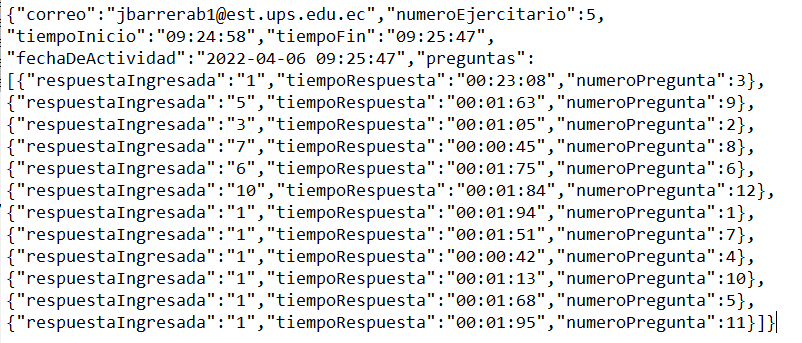 {"correo":"jbarrerab1@est.ups.edu.ec","numeroEjercitario":5,
"tiempoInicio":"09:24:58","tiempoFin":"09:25:47",
"fechaDeActividad":"2022-04-06 09:25:47","preguntas":
[{"respuestaIngresada":"1","tiempoRespuesta":"00:23:08","numeroPregunta":3},
{"respuestaIngresada":"5","tiempoRespuesta":"00:01:63","numeroPregunta":9},
{"respuestaIngresada":"3","tiempoRespuesta":"00:01:05","numeroPregunta":2},
{"respuestaIngresada":"7","tiempoRespuesta":"00:00:45","numeroPregunta":8},
{"respuestaIngresada":"6","tiempoRespuesta":"00:01:75","numeroPregunta":6},
{"respuestaIngresada":"10","tiempoRespuesta":"00:01:84","numeroPregunta":12},
{"respuestaIngresada":"1","tiempoRespuesta":"00:01:94","numeroPregunta":1},
{"respuestaIngresada":"1","tiempoRespuesta":"00:01:51","numeroPregunta":7},
{"respuestaIngresada":"1","tiempoRespuesta":"00:00:42","numeroPregunta":4},
{"respuestaIngresada":"1","tiempoRespuesta":"00:01:13","numeroPregunta":10},
{"respuestaIngresada":"1","tiempoRespuesta":"00:01:68","numeroPregunta":5},
{"respuestaIngresada":"1","tiempoRespuesta":"00:01:95","numeroPregunta":11}]}